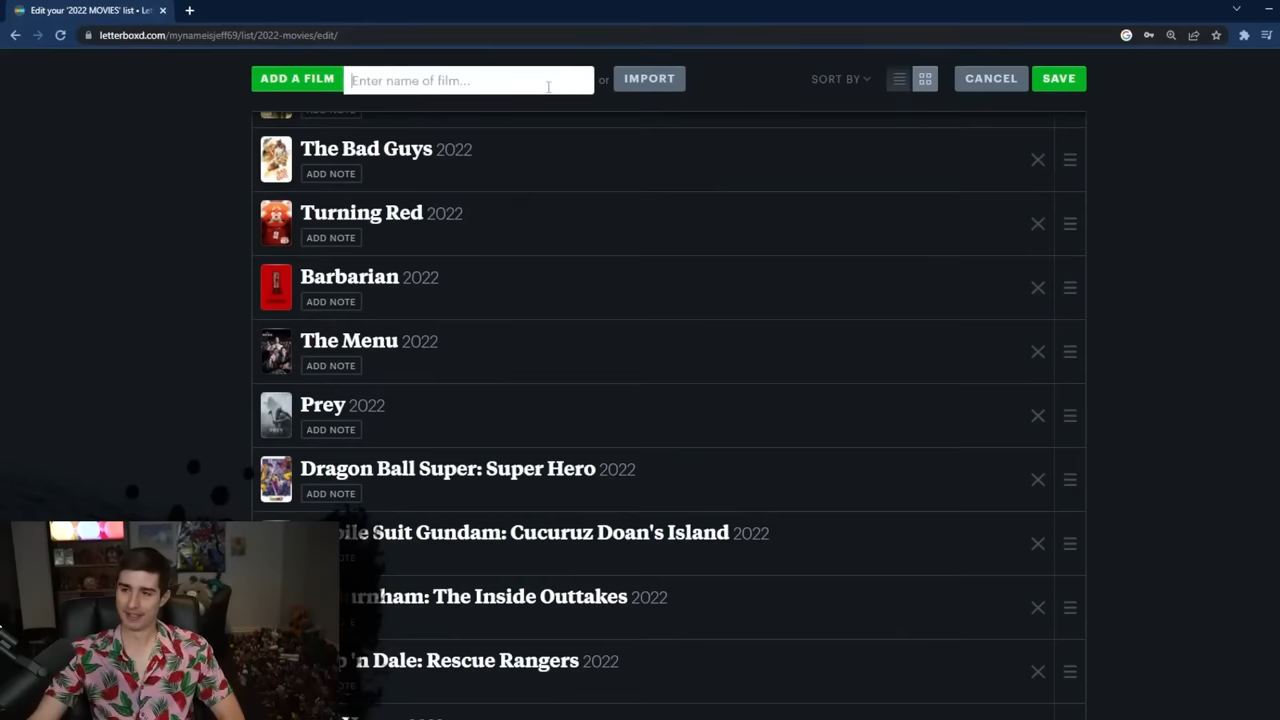 Edit your '2022 MOVIES' list • Let
letterboxd.com/mynameisjeff69/list/2022-movies/edit/
ADD A FILM
Enter name of film...
or
IMPORT
SORT BY
CANCEL
SAVE
The Bad Guys 2022
ADD NOTE
Turning Red 2022
ADD NOTE
Barbarian 2022
ADD NOTE
The Menu 2022
ADD NOTE
Prey 2022
ADD NOTE
Dragon Ball Super: Super Hero 2022
ADD NOTE
ile Suit Gundam: Cucuruz Doan's Island 2022
rnham: The Inside Outtakes 2022
'n Dale: Rescue Rangers 2022